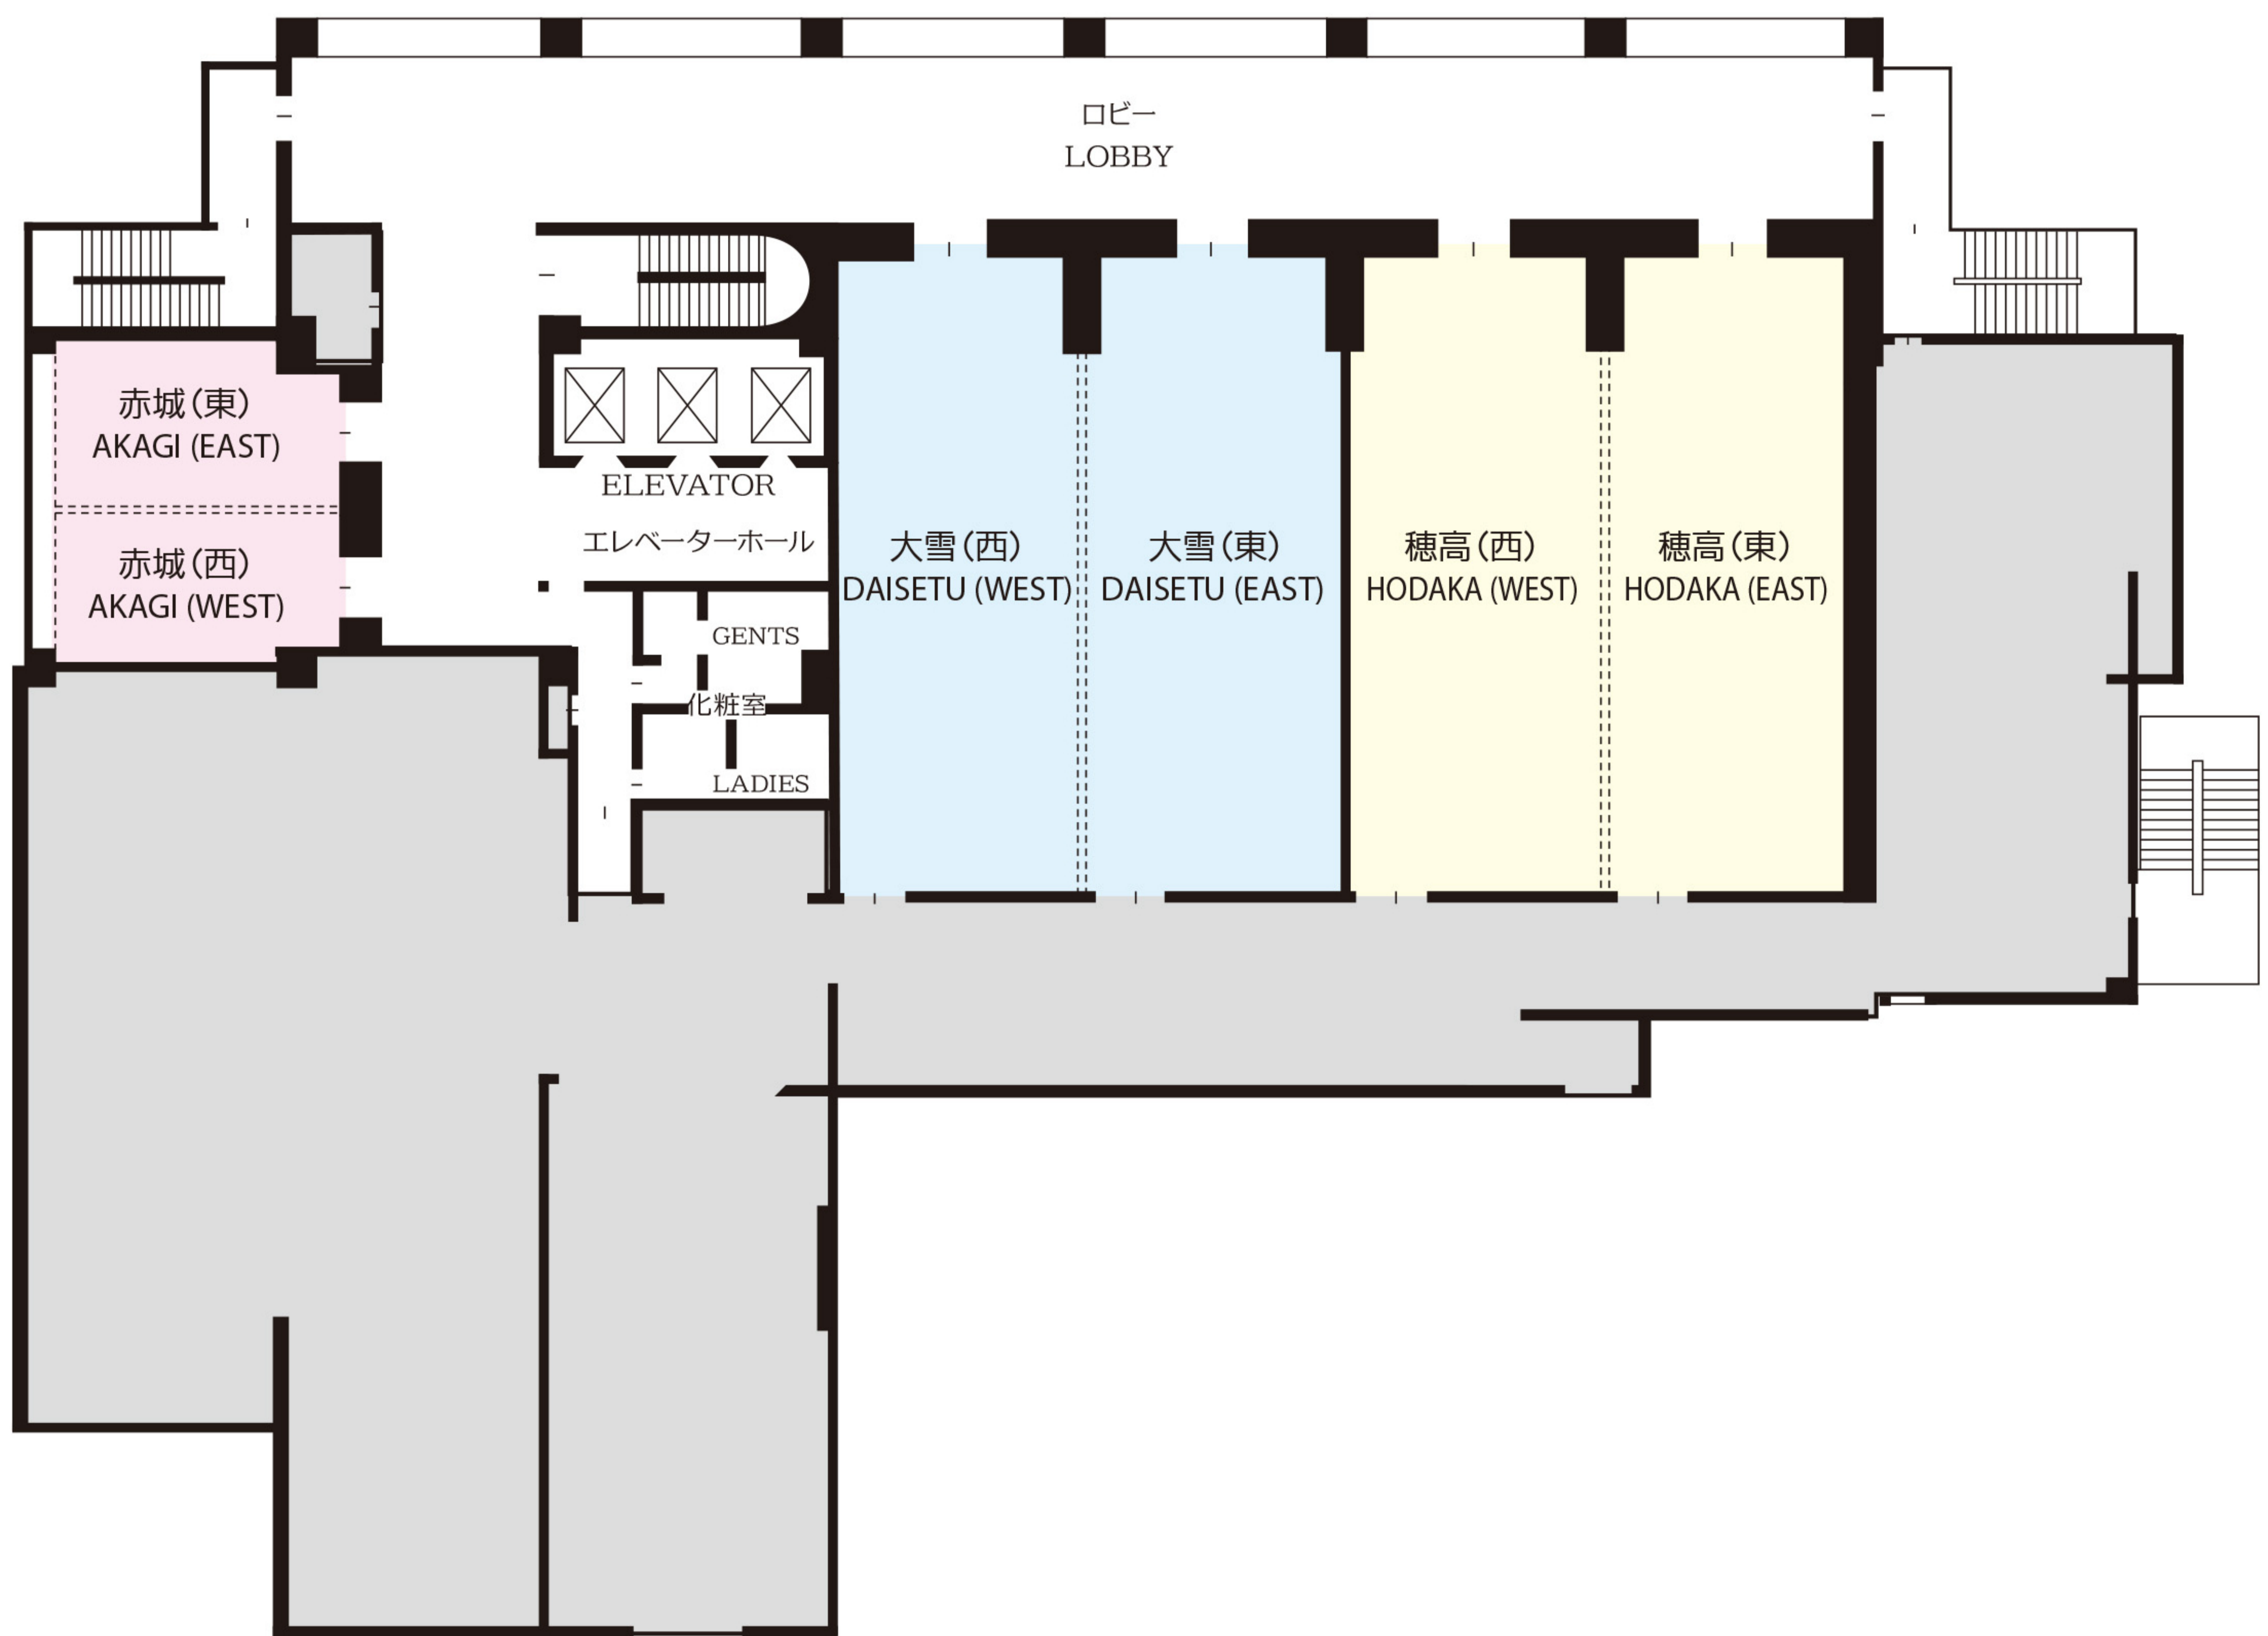 ロビー
LOBBY
赤城（東）
AKAGI (EAST)
赤城（西）
AKAGI (WEST)
ELEVATOR
エレベーターホール
GENTS
化粧室
LADIES
大雪（西）
DAISETU (WEST)
大雪（東）
DAISETU (EAST)
穂高（西）
HODAKA (WEST)
穂高（東）
HODAKA (EAST)